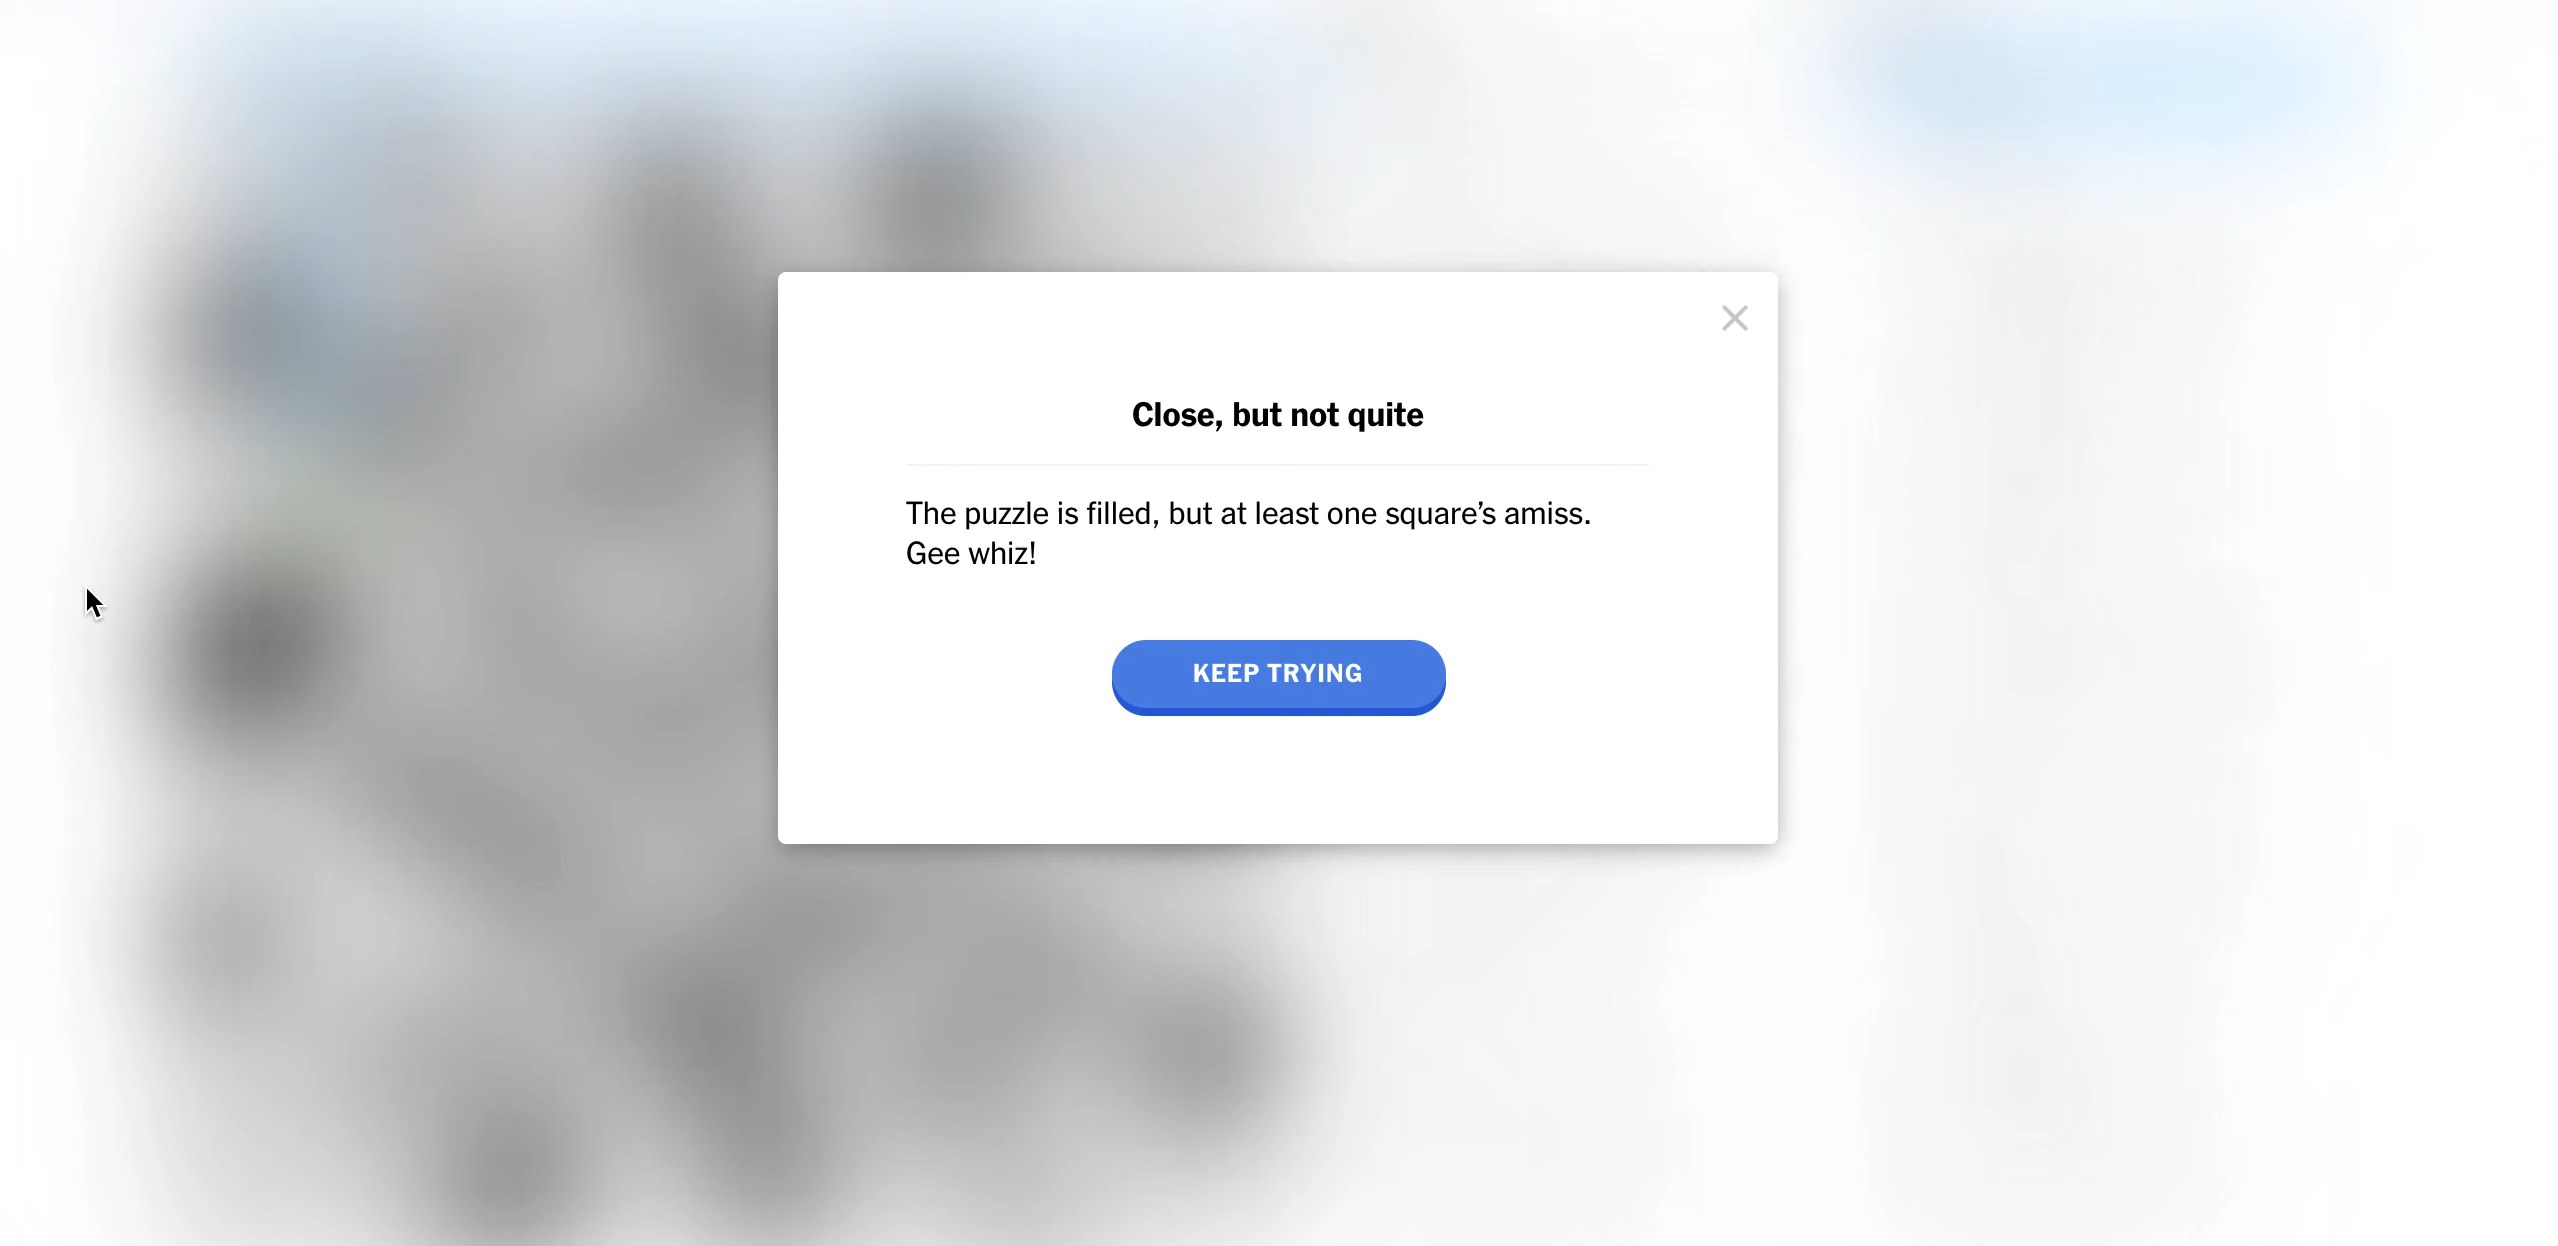 Close, but not quite
The puzzle is filled, but at least one square’s amiss.
Gee whiz!
KEEP TRYING